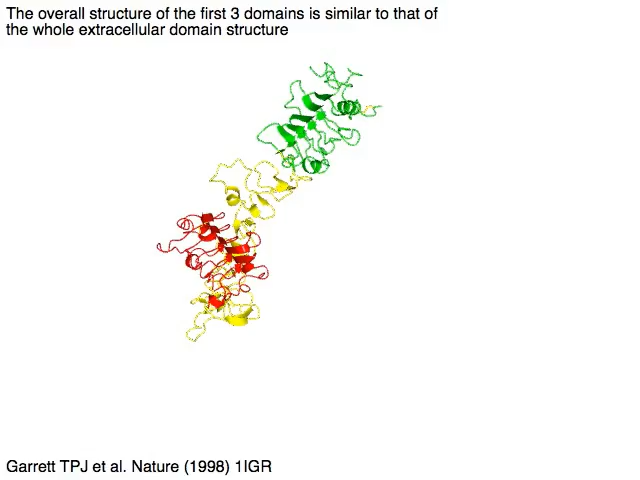 The overall structure of the first 3 domains is similar to that of
the whole extracellular domain structure
Garrett TPJ et al. Nature (1998) 1IGR